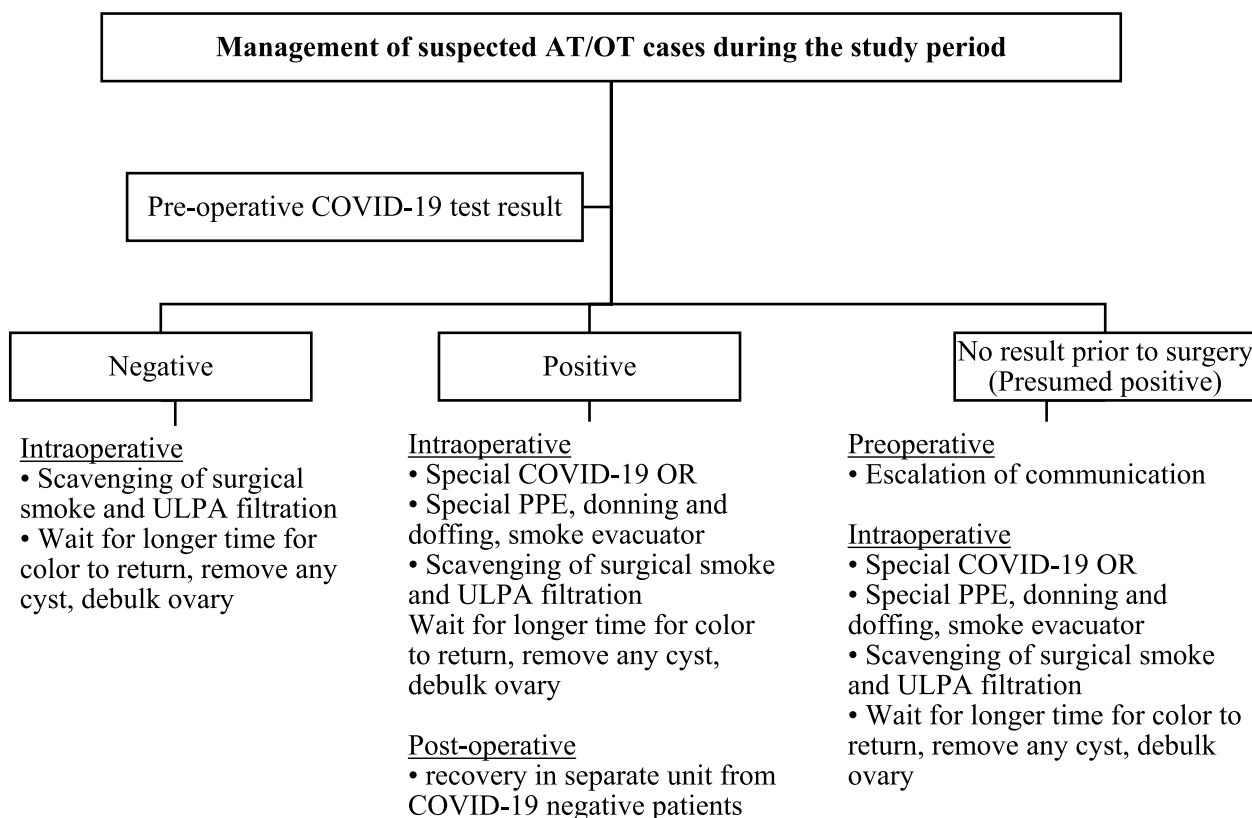 Management of suspected AT/OT cases during the study period
Pre-operative COVID-19 test result
Negative
Intraoperative
• Scavenging of surgical
smoke and ULPA filtration
• Wait for longer time for
color to return, remove any
cyst, debulk ovary
Positive
Intraoperative
• Special COVID-19 OR
• Special PPE, donning and
doffing, smoke evacuator
• Scavenging of surgical smoke
and ULPA filtration
Wait for longer time for color
to return, remove any cyst,
debulk ovary
Post-operative
• recovery in separate unit from
COVID-19 negative patients
No result prior to surgery
(Presumed positive)
Preoperative
• Escalation of communication
Intraoperative
• Special COVID-19 OR
• Special PPE, donning and
doffing, smoke evacuator
• Scavenging of surgical smoke
and ULPA filtration
• Wait for longer time for color to
return, remove any cyst, debulk
ovary